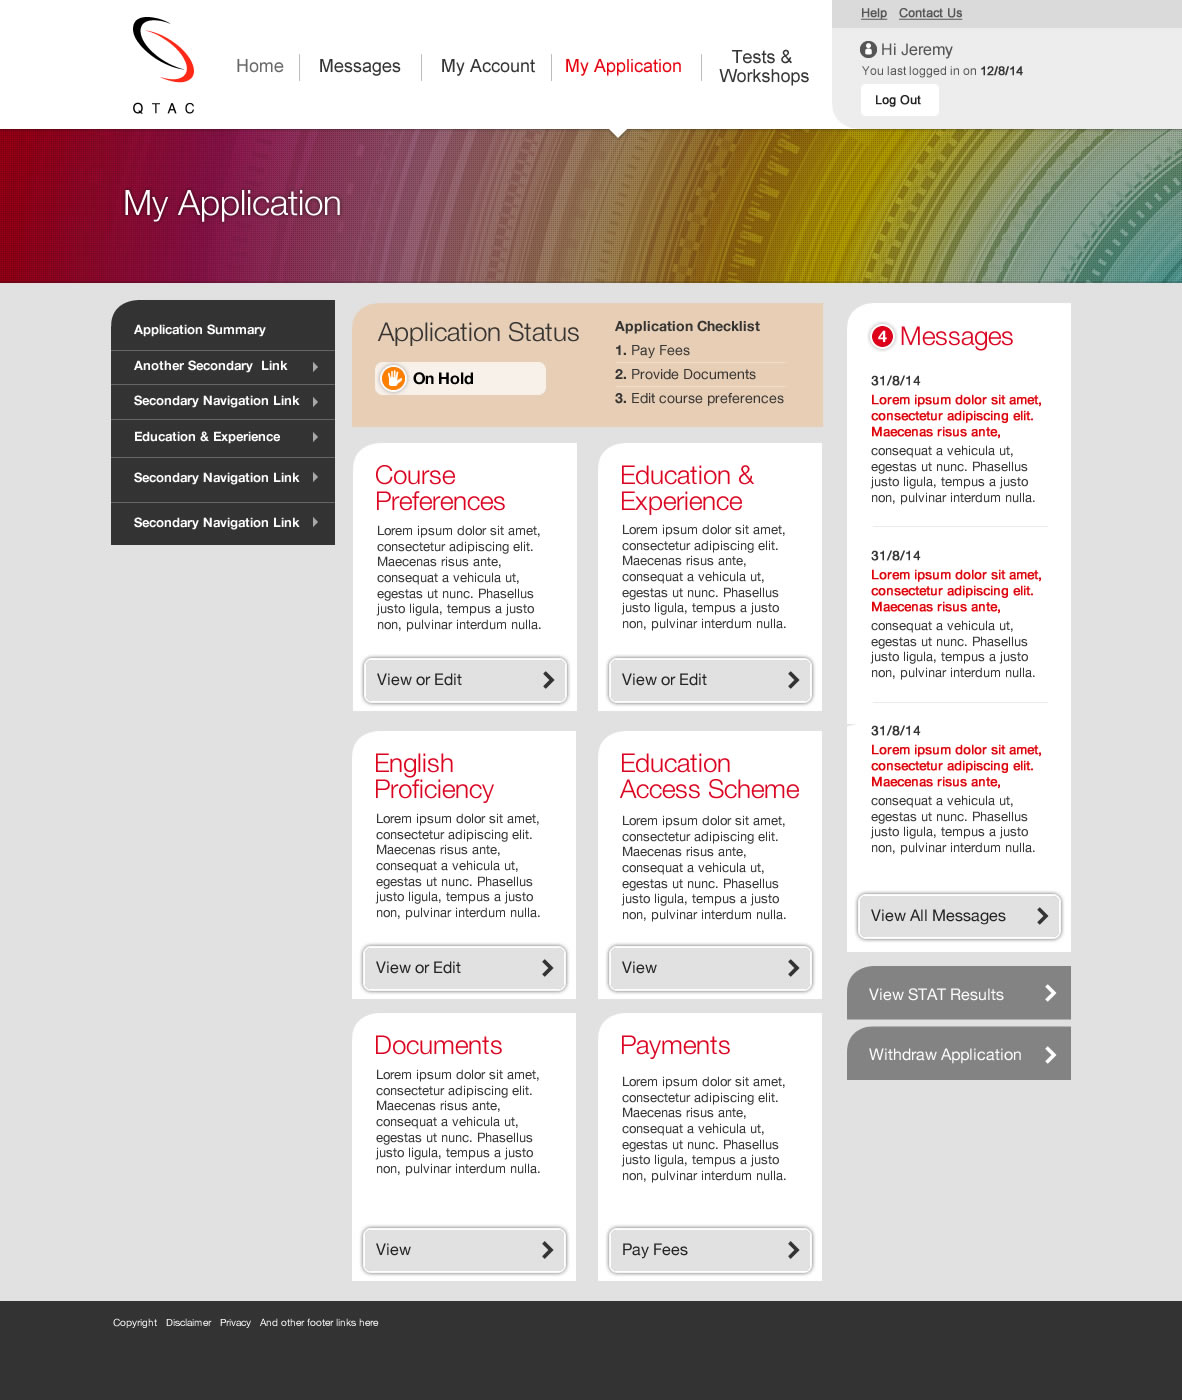 Help Contact Us
Hi Jeremy
You last logged in on 12/8/14
Log Out
QTAC
Home
Messages
My Account
My Application
Tests &
Workshops
My Application
Application Summary
Another Secondary Link
Secondary Navigation Link
Education & Experience
Secondary Navigation Link
Secondary Navigation Link
Application Status
On Hold
Application Checklist
1. Pay Fees
2. Provide Documents
3. Edit course preferences
Course
Preferences
Lorem ipsum dolor sit amet,
consectetur adipiscing elit.
Maecenas risus ante,
consequat a vehicula ut,
egestas ut nunc. Phasellus
justo ligula, tempus a justo
non, pulvinar interdum nulla.
View or Edit
Education &
Experience
Lorem ipsum dolor sit amet,
consectetur adipiscing elit.
Maecenas risus ante,
consequat a vehicula ut,
egestas ut nunc. Phasellus
justo ligula, tempus a justo
non, pulvinar interdum nulla.
View or Edit
English
Proficiency
Lorem ipsum dolor sit amet,
consectetur adipiscing elit.
Maecenas risus ante,
consequat a vehicula ut,
egestas ut nunc. Phasellus
justo ligula, tempus a justo
non, pulvinar interdum nulla.
View or Edit
Education
Access Scheme
Lorem ipsum dolor sit amet,
consectetur adipiscing elit.
Maecenas risus ante,
consequat a vehicula ut,
egestas ut nunc. Phasellus
justo ligula, tempus a justo
non, pulvinar interdum nulla.
View
Documents
Lorem ipsum dolor sit amet,
consectetur adipiscing elit.
Maecenas risus ante,
consequat a vehicula ut,
egestas ut nunc. Phasellus
justo ligula, tempus a justo
non, pulvinar interdum nulla.
View
Payments
Lorem ipsum dolor sit amet,
consectetur adipiscing elit.
Maecenas risus ante,
consequat a vehicula ut,
egestas ut nunc. Phasellus
justo ligula, tempus a justo
non, pulvinar interdum nulla.
Pay Fees
4 Messages
31/8/14
Lorem ipsum dolor sit amet,
consectetur adipiscing elit.
Maecenas risus ante,
consequat a vehicula ut,
egestas ut nunc. Phasellus
justo ligula, tempus a justo
non, pulvinar interdum nulla.
31/8/14
Lorem ipsum dolor sit amet,
consectetur adipiscing elit.
Maecenas risus ante,
consequat a vehicula ut,
egestas ut nunc. Phasellus
justo ligula, tempus a justo
non, pulvinar interdum nulla.
31/8/14
Lorem ipsum dolor sit amet,
consectetur adipiscing elit.
Maecenas risus ante,
consequat a vehicula ut,
egestas ut nunc. Phasellus
justo ligula, tempus a justo
non, pulvinar interdum nulla.
View All Messages
View STAT Results
Withdraw Application
Copyright Disclaimer Privacy And other footer links here